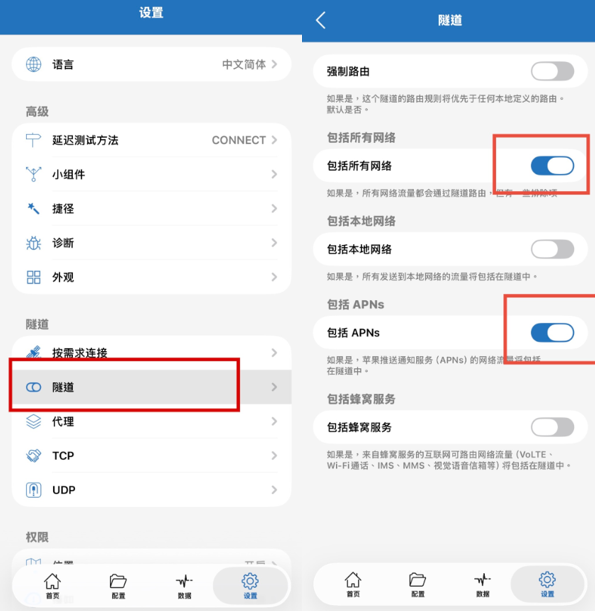 设置
语言
中文简体
高级
延迟测试方法
CONNECT
小组件
捷径
诊断
外观
隧道
按需求连接
隧道
代理
TCP
UDP
权限
首页
配置
数据
设置
隧道
强制路由
如果是，这个隧道的路由规则将优先于任何本地定义的路由。
默认是否。
包括所有网络
包括所有网络
如果是，所有网络流量都会通过隧道路由，但有一些排除项
包括本地网络
包括本地网络
如果是，所有发送到本地网络的流量将包括在隧道中。
包括 APNs
包括 APNs
如果是，苹果推送通知服务（APNs）的网络流量将包括
在隧道中。
包括蜂窝服务
包括蜂窝服务
如果是，来自蜂窝服务的互联网可路由网络流量（VoLTE、
Wi-Fi通话、IMS、MMS、视觉语音信箱等）将包括在隧道中。
首页
配置
数据
设置